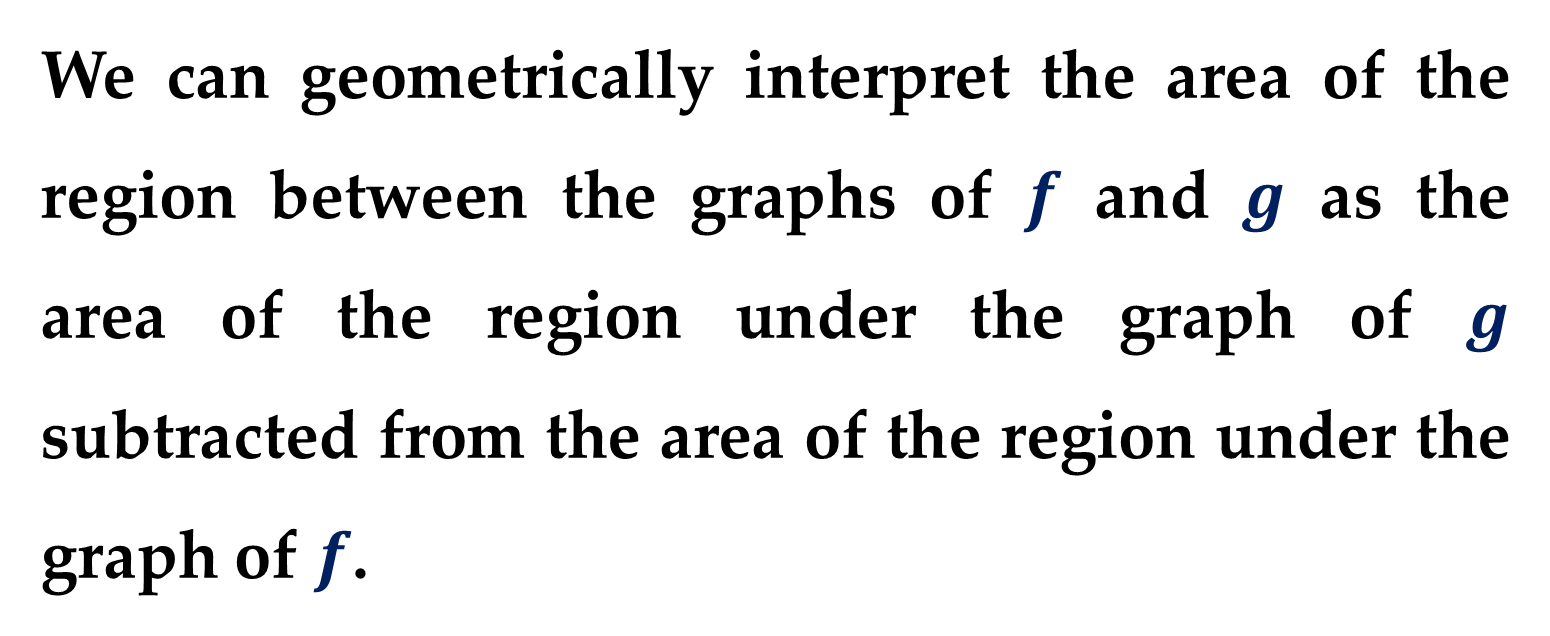 We can geometrically interpret the area of the
region between the graphs of f and g as the
area of the region under the graph of g
subtracted from the area of the region under the
graph of f.